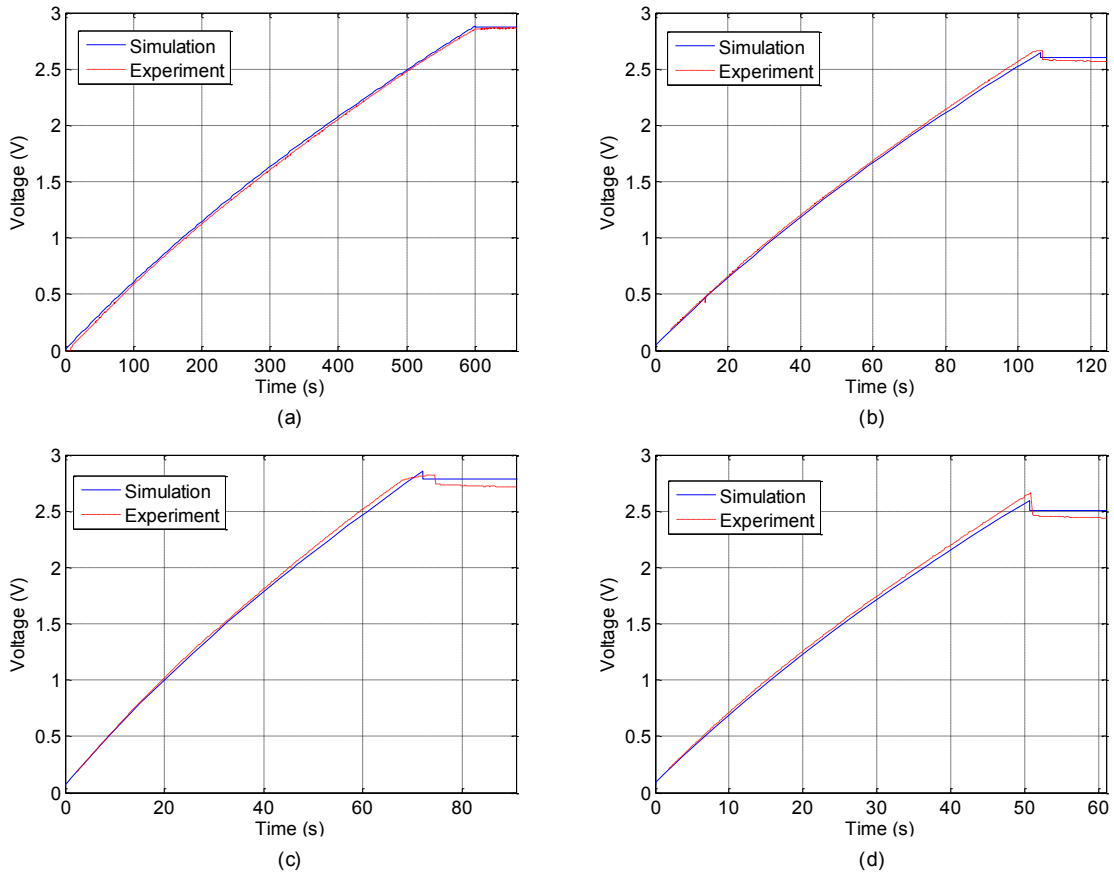 3
2.5
2
1.5
1
0.5
0
Voltage (V)
Simulation
Experiment
0 100 200 300 400 500 600
Time (s)
(a)
3
2.5
2
1.5
1
0.5
0
Voltage (V)
Simulation
Experiment
0 20 40 60 80 100 120
Time (s)
(b)
3
2.5
2
1.5
1
0.5
0
Voltage (V)
Simulation
Experiment
0 20 40 60 80
Time (s)
(c)
3
2.5
2
1.5
1
0.5
0
Voltage (V)
Simulation
Experiment
0 10 20 30 40 50 60
Time (s)
(d)